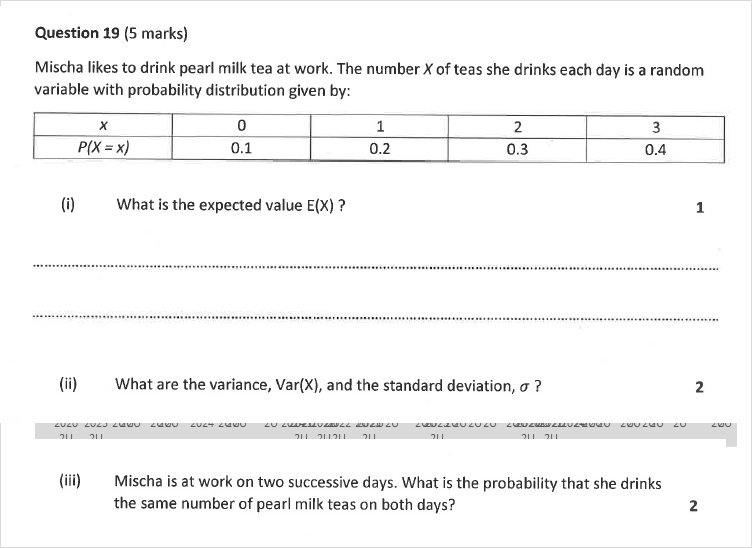 Question 19 (5 marks)
Mischa likes to drink pearl milk tea at work. The number X of teas she drinks each day is a random
variable with probability distribution given by:
x 0 1 2 3
P(X = x) 0.1 0.2 0.3 0.4
(i) What is the expected value E(X) ? 1
(ii) What are the variance, Var(X), and the standard deviation, σ ? 2
(iii) Mischa is at work on two successive days. What is the probability that she drinks
the same number of pearl milk teas on both days? 2